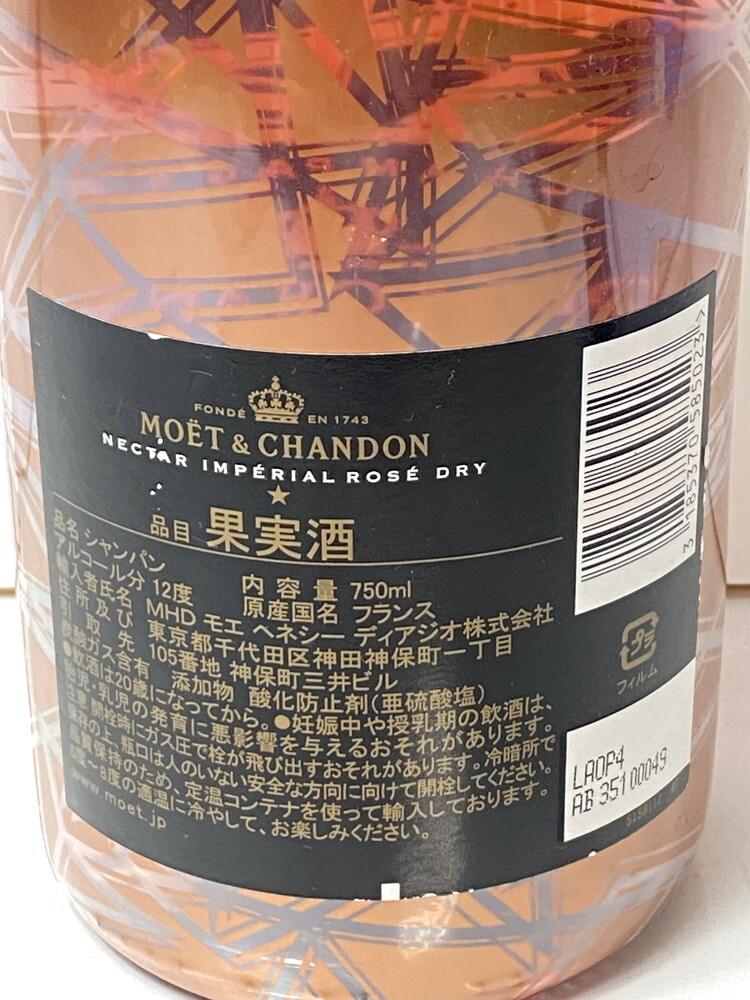 FONDÉ EN 1743
MOËT & CHANDON
NECTAR IMPÉRIAL ROSÉ DRY
品目 果実酒
品名 シャンパン
アルコール分 12度 内容量 750ml
輸入者氏名 原産国名 フランス
住所及び MHD モエ ヘネシー ディアジオ株式会社
引取先 東京都千代田区神田神保町一丁目
105番地 神保町三井ビル
炭酸ガス含有 添加物 酸化防止剤(亜硫酸塩)
●飲酒は20歳になってから。●妊娠中や授乳期の飲酒は、
胎児・乳児の発育に悪影響を与えるおそれがあります。
注意 開栓時にガス圧で栓が飛び出すおそれがあります。冷暗所で
保存の上、瓶口は人のいない安全な方向に向けて開栓してください。
品質保持のため、定温コンテナを使って輸入しております。
6度〜8度の適温に冷やして、お楽しみください。
www.moet.jp
3 185370 585023 >
プラ
フィルム
LAOP4
AB 351 00049